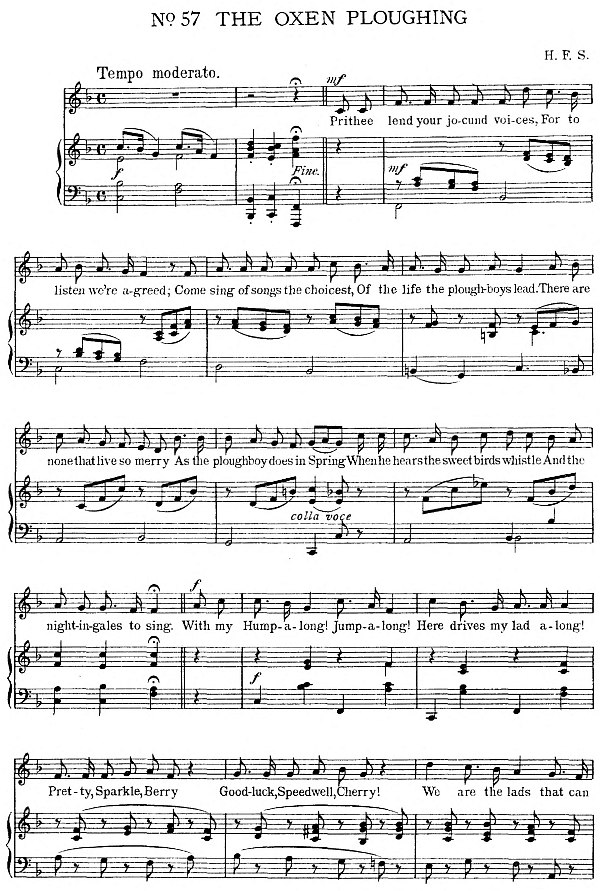 No. 57 THE OXEN PLOUGHING
H. F. S.
Tempo moderato.
mf
Prithee lend your jo-cund voi-ces, For to
f
Fine.
mf
listen we're a-greed; Come sing of songs the choicest, Of the life the plough-boys lead. There are
none that live so merry As the ploughboy does in Spring When he hears the sweet birds whistle And the
colla voce
f
night-in-gales to sing. With my Hump-a-long! Jump-a-long! Here drives my lad a-long!
f
Pret-ty, Sparkle, Berry Good-luck, Speedwell, Cherry! We are the lads that can